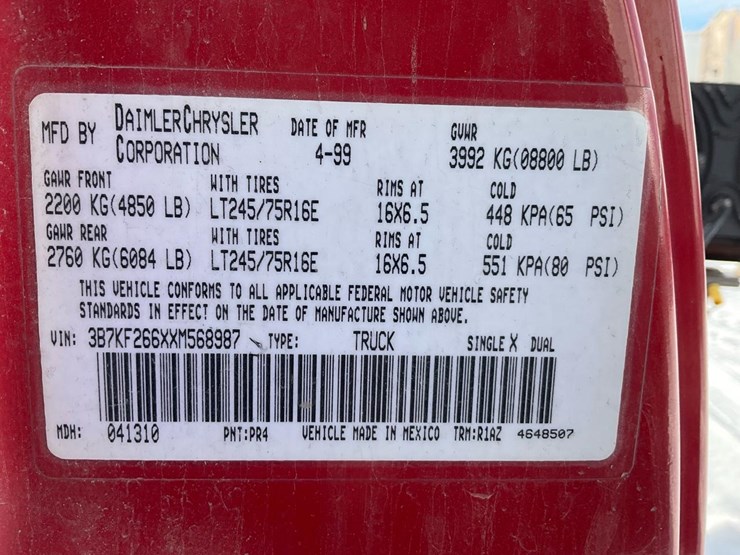 MFD BY DAIMLERCHRYSLER CORPORATION DATE OF MFR 4-99 GVWR 3992 KG(08800 LB)
GAWR FRONT WITH TIRES RIMS AT COLD
2200 KG(4850 LB) LT245/75R16E 16X6.5 448 KPA(65 PSI)
GAWR REAR WITH TIRES RIMS AT COLD
2760 KG(6084 LB) LT245/75R16E 16X6.5 551 KPA(80 PSI)
THIS VEHICLE CONFORMS TO ALL APPLICABLE FEDERAL MOTOR VEHICLE SAFETY
STANDARDS IN EFFECT ON THE DATE OF MANUFACTURE SHOWN ABOVE.
VIN: 3B7KF266XXM568987 TYPE: TRUCK SINGLE X DUAL
MDH: 041310 PNT:PR4 VEHICLE MADE IN MEXICO TRM:R1AZ 4648507